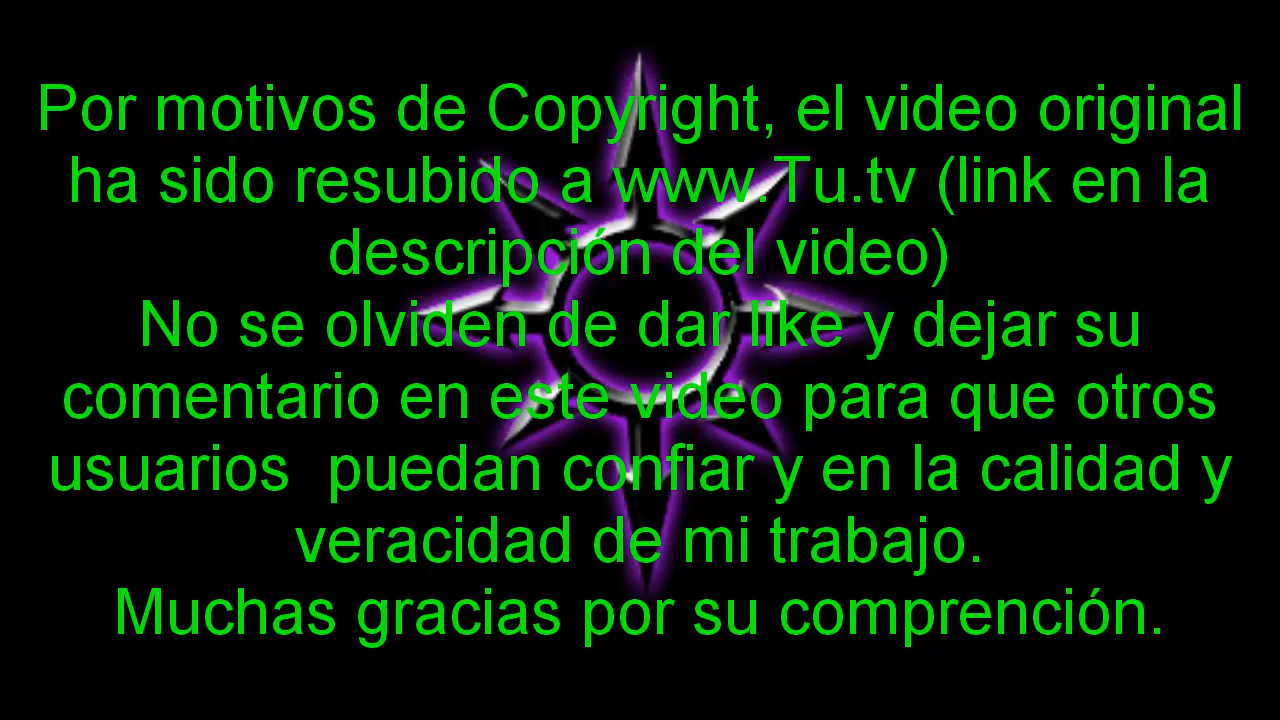 Por motivos de Copyright, el video original
ha sido resubido a www.Tu.tv (link en la
descripción del video)
No se olviden de dar like y dejar su
comentario en este video para que otros
usuarios  puedan confiar y en la calidad y
veracidad de mi trabajo.
Muchas gracias por su comprención.